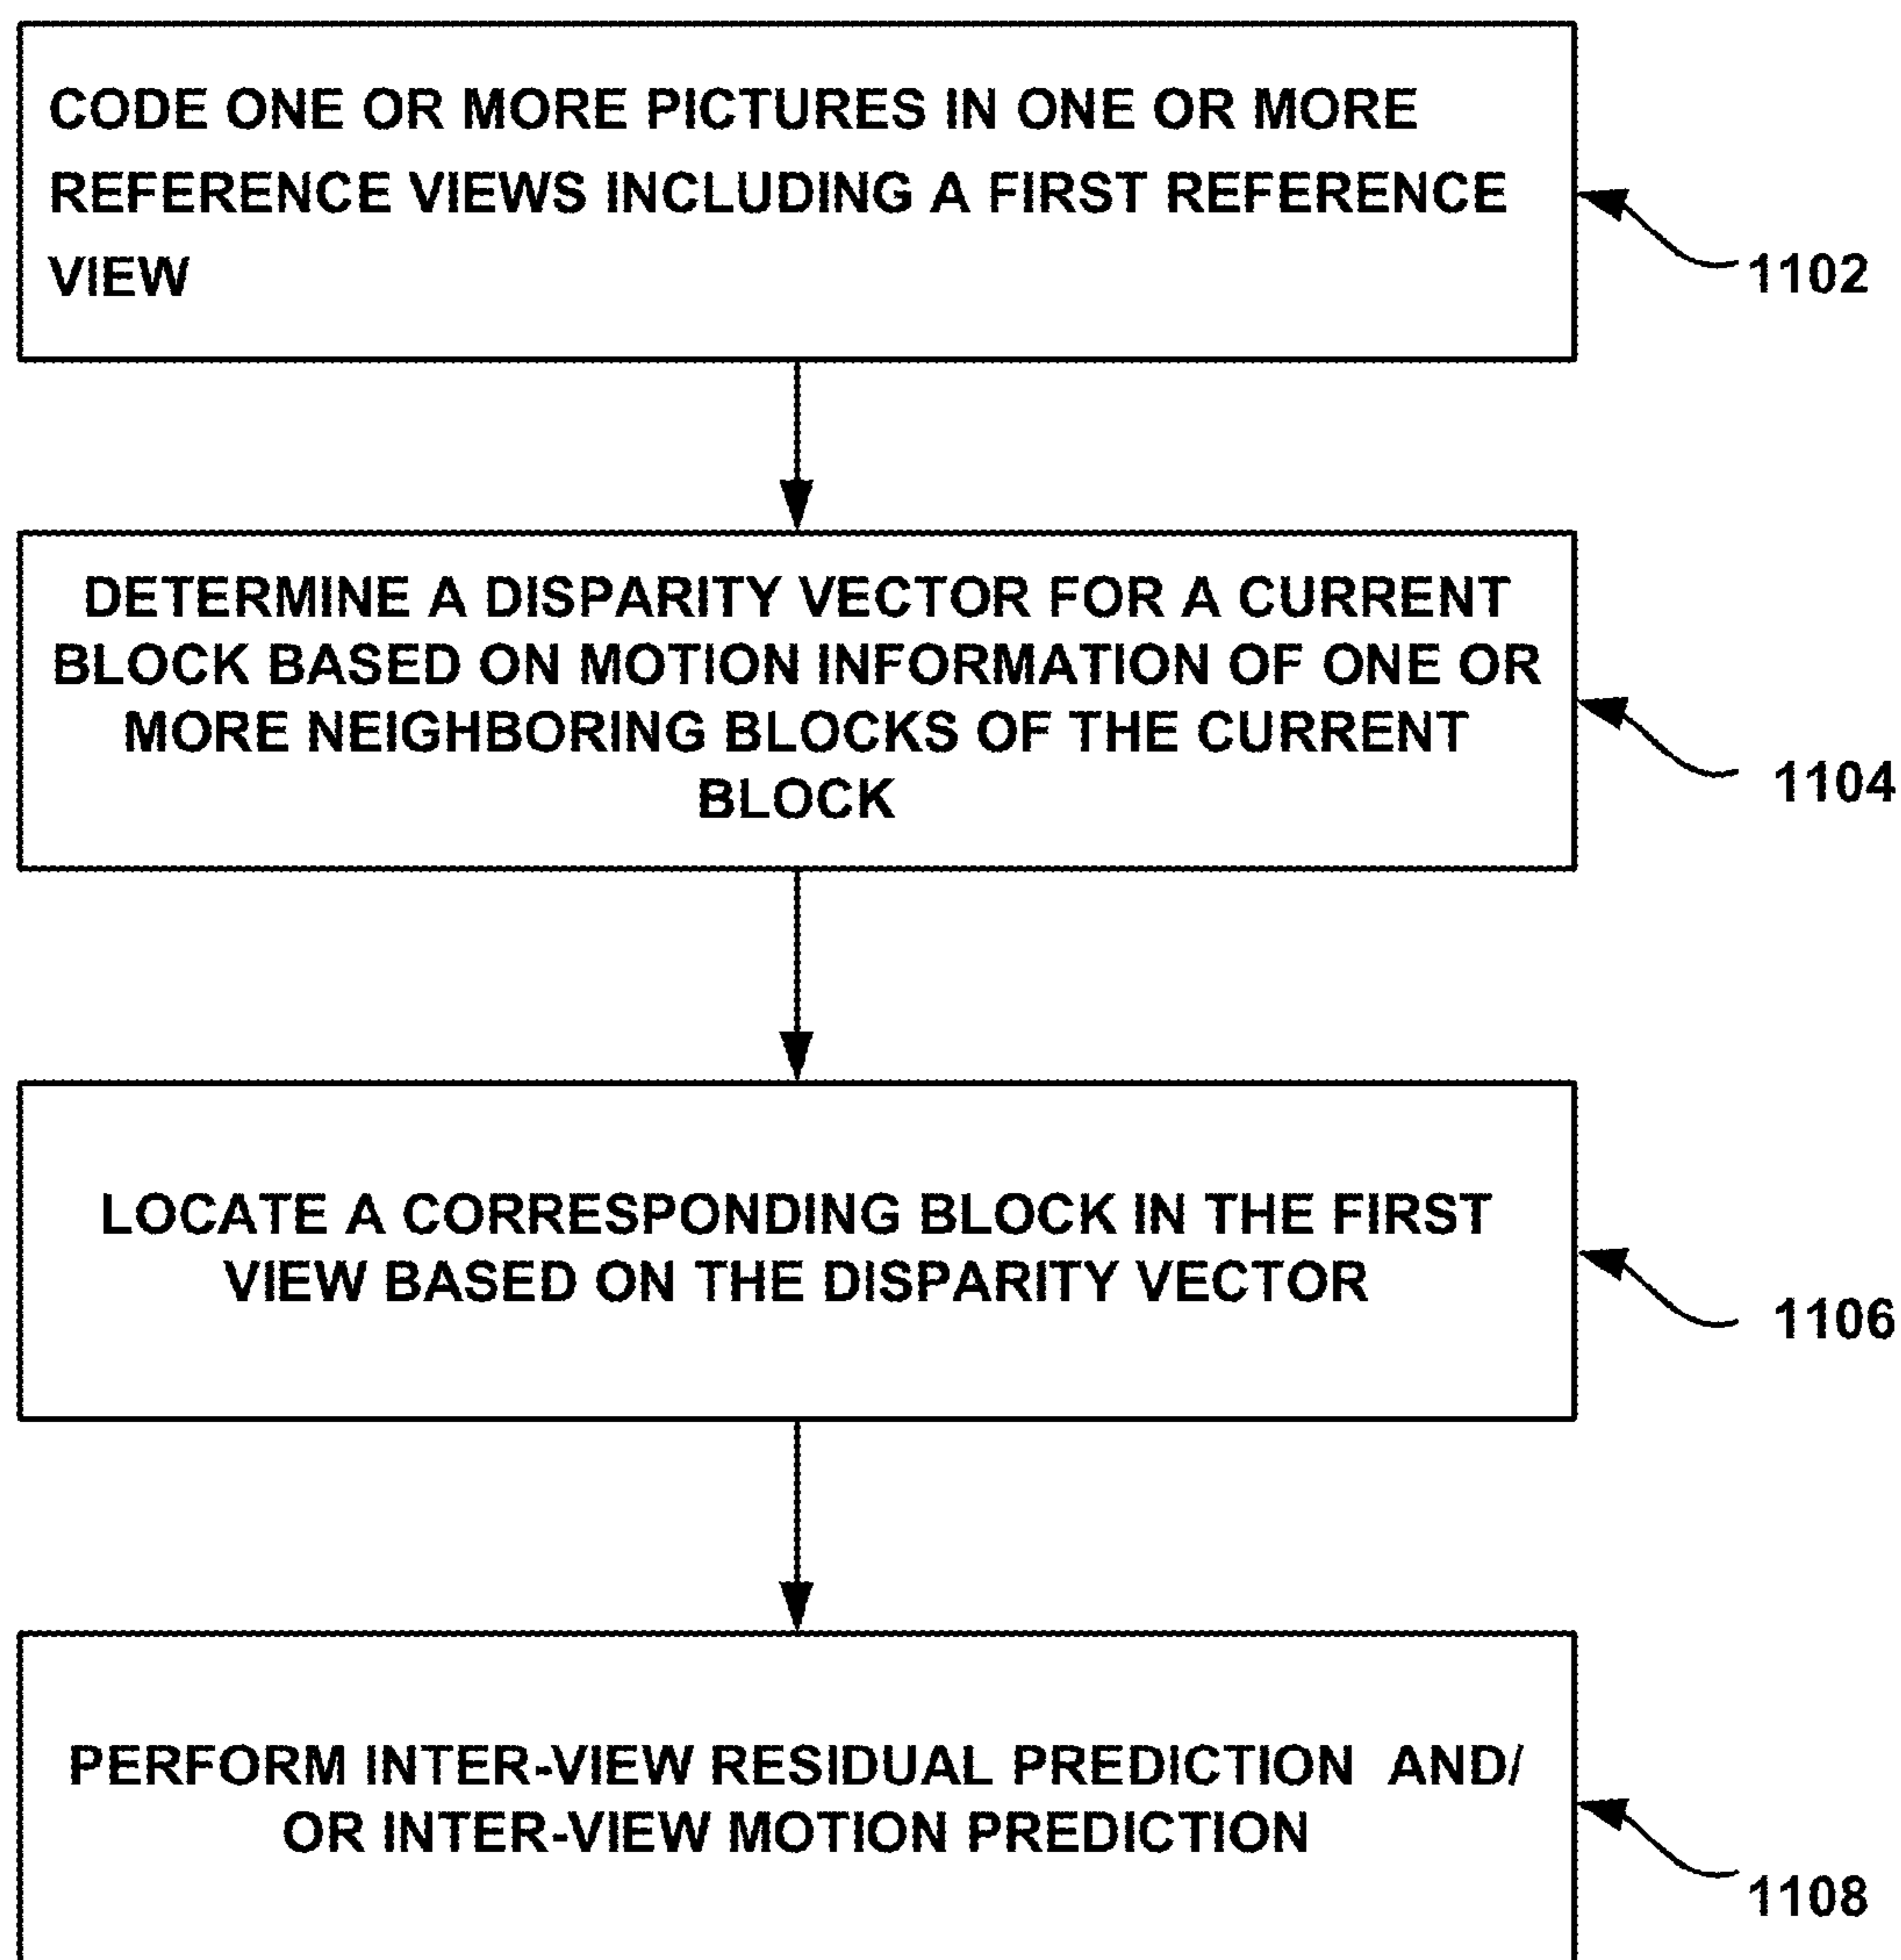 CODE ONE OR MORE PICTURES IN ONE OR MORE
REFERENCE VIEWS INCLUDING A FIRST REFERENCE
VIEW
1102
DETERMINE A DISPARITY VECTOR FOR A CURRENT
BLOCK BASED ON MOTION INFORMATION OF ONE OR
MORE NEIGHBORING BLOCKS OF THE CURRENT
BLOCK
1104
LOCATE A CORRESPONDING BLOCK IN THE FIRST
VIEW BASED ON THE DISPARITY VECTOR
1106
PERFORM INTER-VIEW RESIDUAL PREDICTION AND/
OR INTER-VIEW MOTION PREDICTION
1108